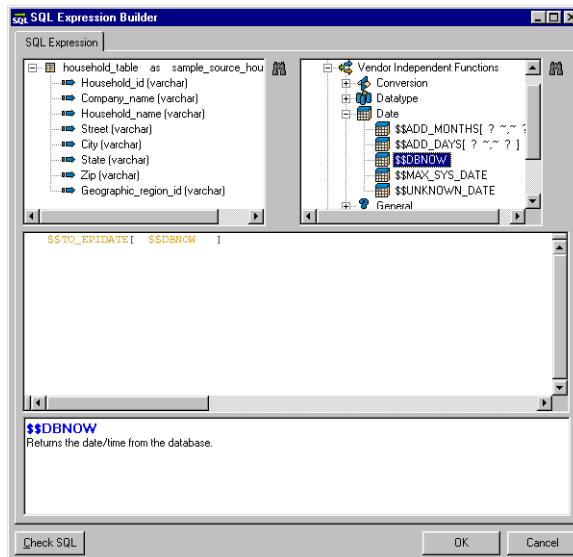 SQL SQL Expression Builder
SQL Expression
household_table as sample_source_hou
Household_id (varchar)
Company_name (varchar)
Household_name (varchar)
Street (varchar)
City (varchar)
State (varchar)
Zip (varchar)
Geographic_region_id (varchar)
Vendor Independent Functions
Conversion
Datatype
Date
$$ADD_MONTHS[ ? ~,~ ?
$$ADD_DAYS[ ? ~,~ ? ]
$$DBNOW
$$MAX_SYS_DATE
$$UNKNOWN_DATE
General
$$TO_EPIDATE[ $$DBNOW ]
$$DBNOW
Returns the date/time from the database.
Check SQL
OK
Cancel